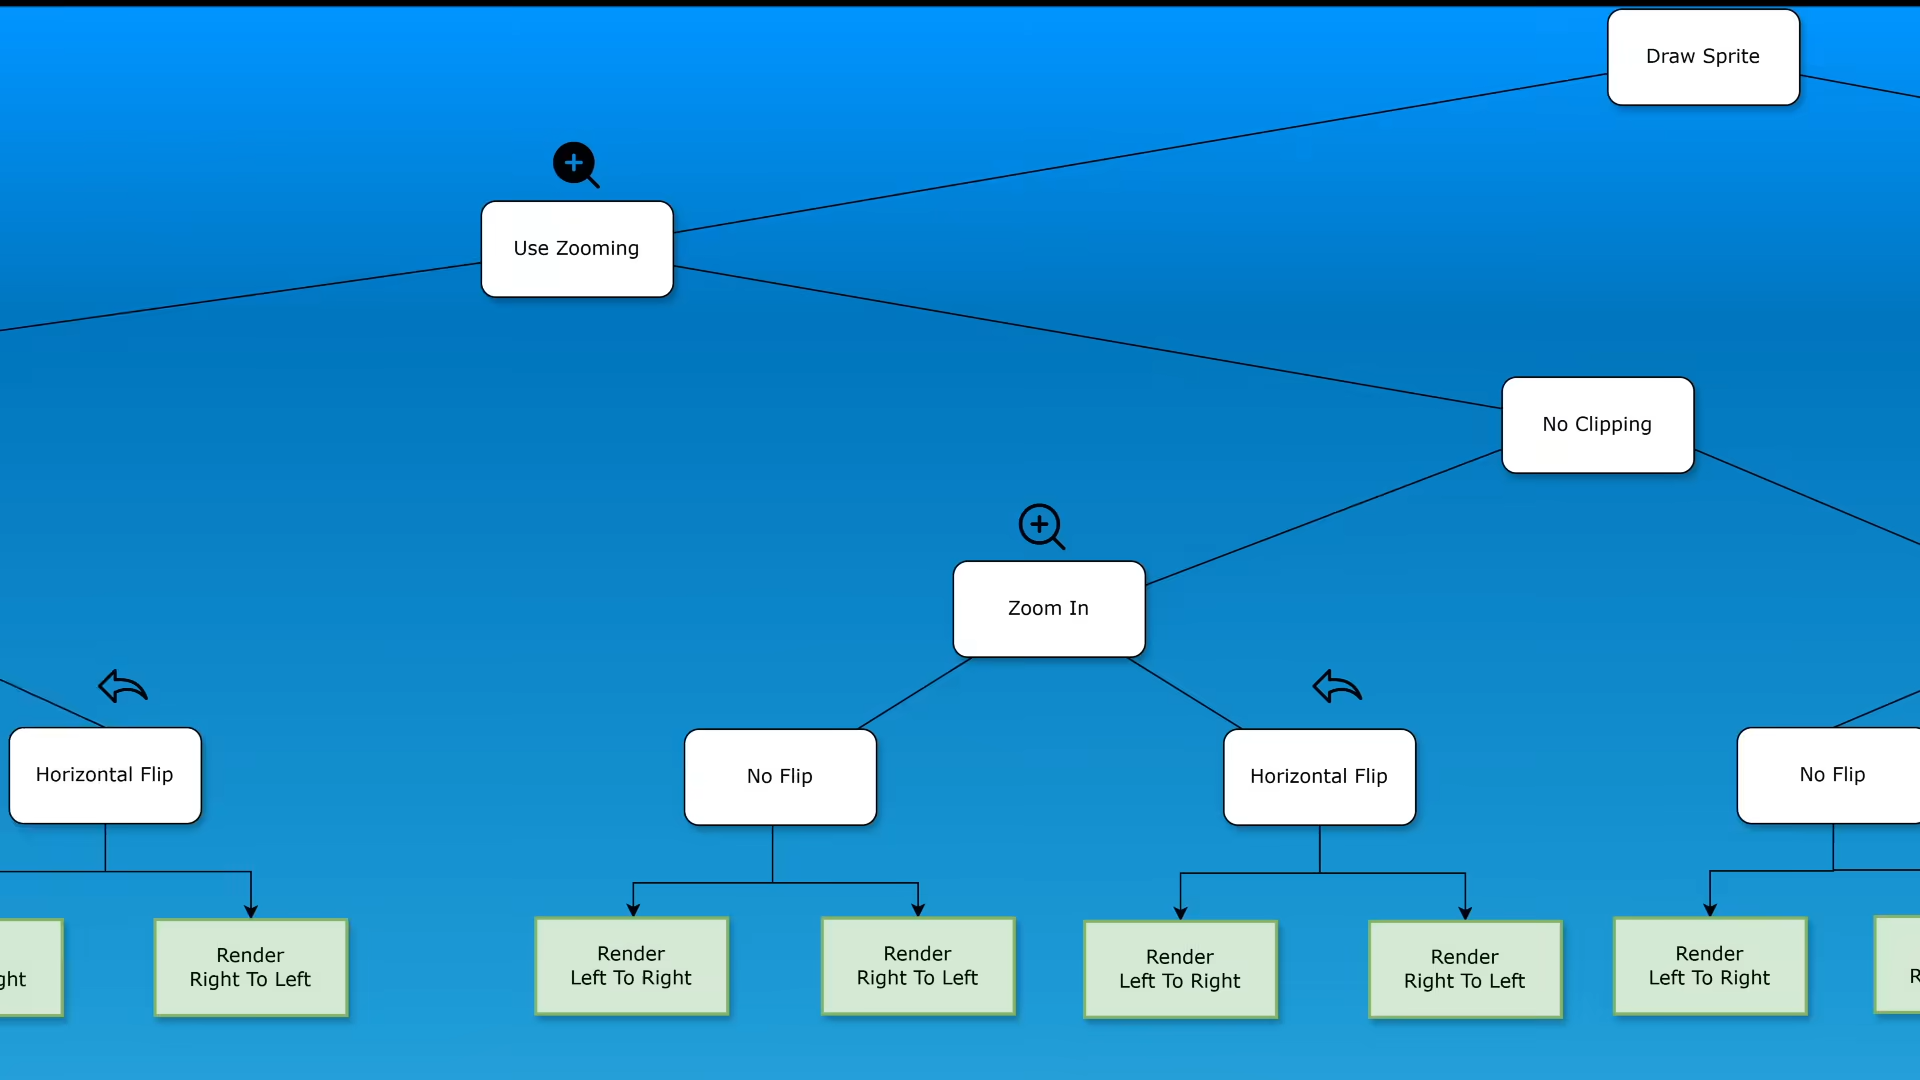 Draw Sprite
Use Zooming
No Clipping
Zoom In
Horizontal Flip
No Flip
Horizontal Flip
No Flip
Render
Right To Left
Render
Left To Right
Render
Right To Left
Render
Left To Right
Render
Right To Left
Render
Left To Right